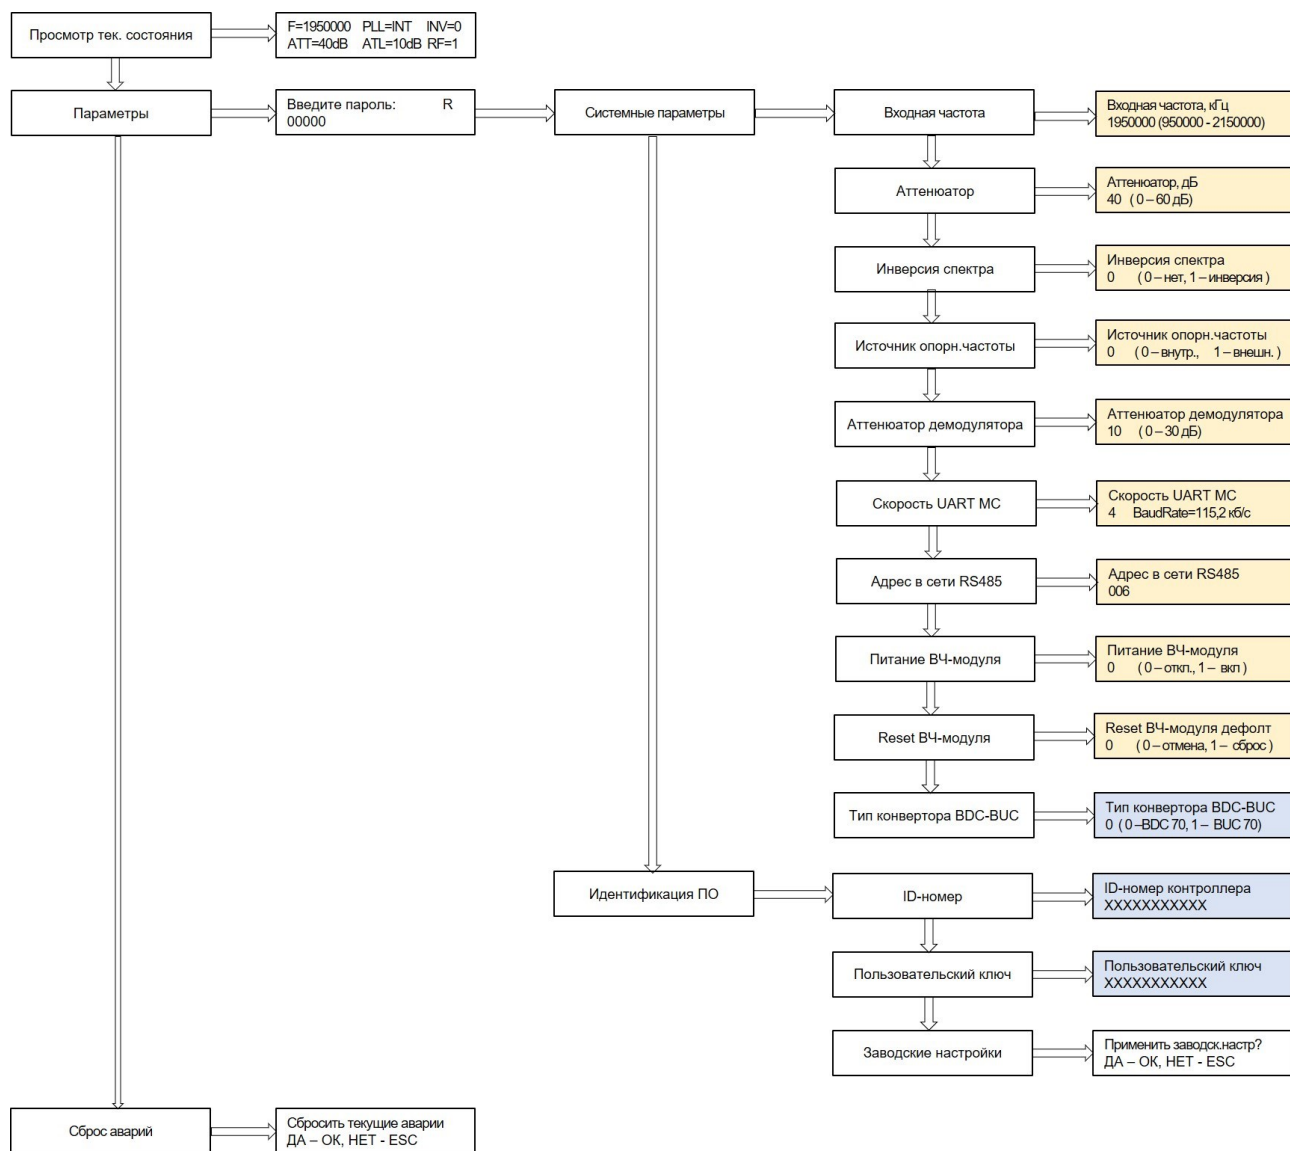 Просмотр тек. состояния
F=1950000 PLL=INT INV=0
ATT=40dB ATL=10dB RF=1
Параметры
Введите пароль: R
00000
Системные параметры
Входная частота
Входная частота, кГц
1950000 (950000 - 2150000)
Аттенюатор
Аттенюатор, дБ
40 ( 0 – 60 дБ)
Инверсия спектра
Инверсия спектра
0 ( 0 – нет, 1 – инверсия )
Источник опорн.частоты
Источник опорн.частоты
0 ( 0 – внутр., 1 – внешн. )
Аттенюатор демодулятора
Аттенюатор демодулятора
10 ( 0 – 30 дБ)
Скорость UART МС
Скорость UART МС
4 BaudRate=115,2 кб/с
Адрес в сети RS485
Адрес в сети RS485
006
Питание ВЧ-модуля
Питание ВЧ-модуля
0 ( 0 – откл., 1 – вкл )
Reset ВЧ-модуля
Reset ВЧ-модуля дефолт
0 ( 0 – отмена, 1 – сброс )
Тип конвертора BDC-BUC
Тип конвертора BDC-BUC
0 ( 0 –BDC 70, 1 – BUC 70)
Идентификация ПО
ID-номер
ID-номер контроллера
XXXXXXXXXXX
Пользовательский ключ
Пользовательский ключ
XXXXXXXXXXX
Заводские настройки
Применить заводск.настр?
ДА – ОК, НЕТ - ESC
Сброс аварий
Сбросить текущие аварии
ДА – ОК, НЕТ - ESC